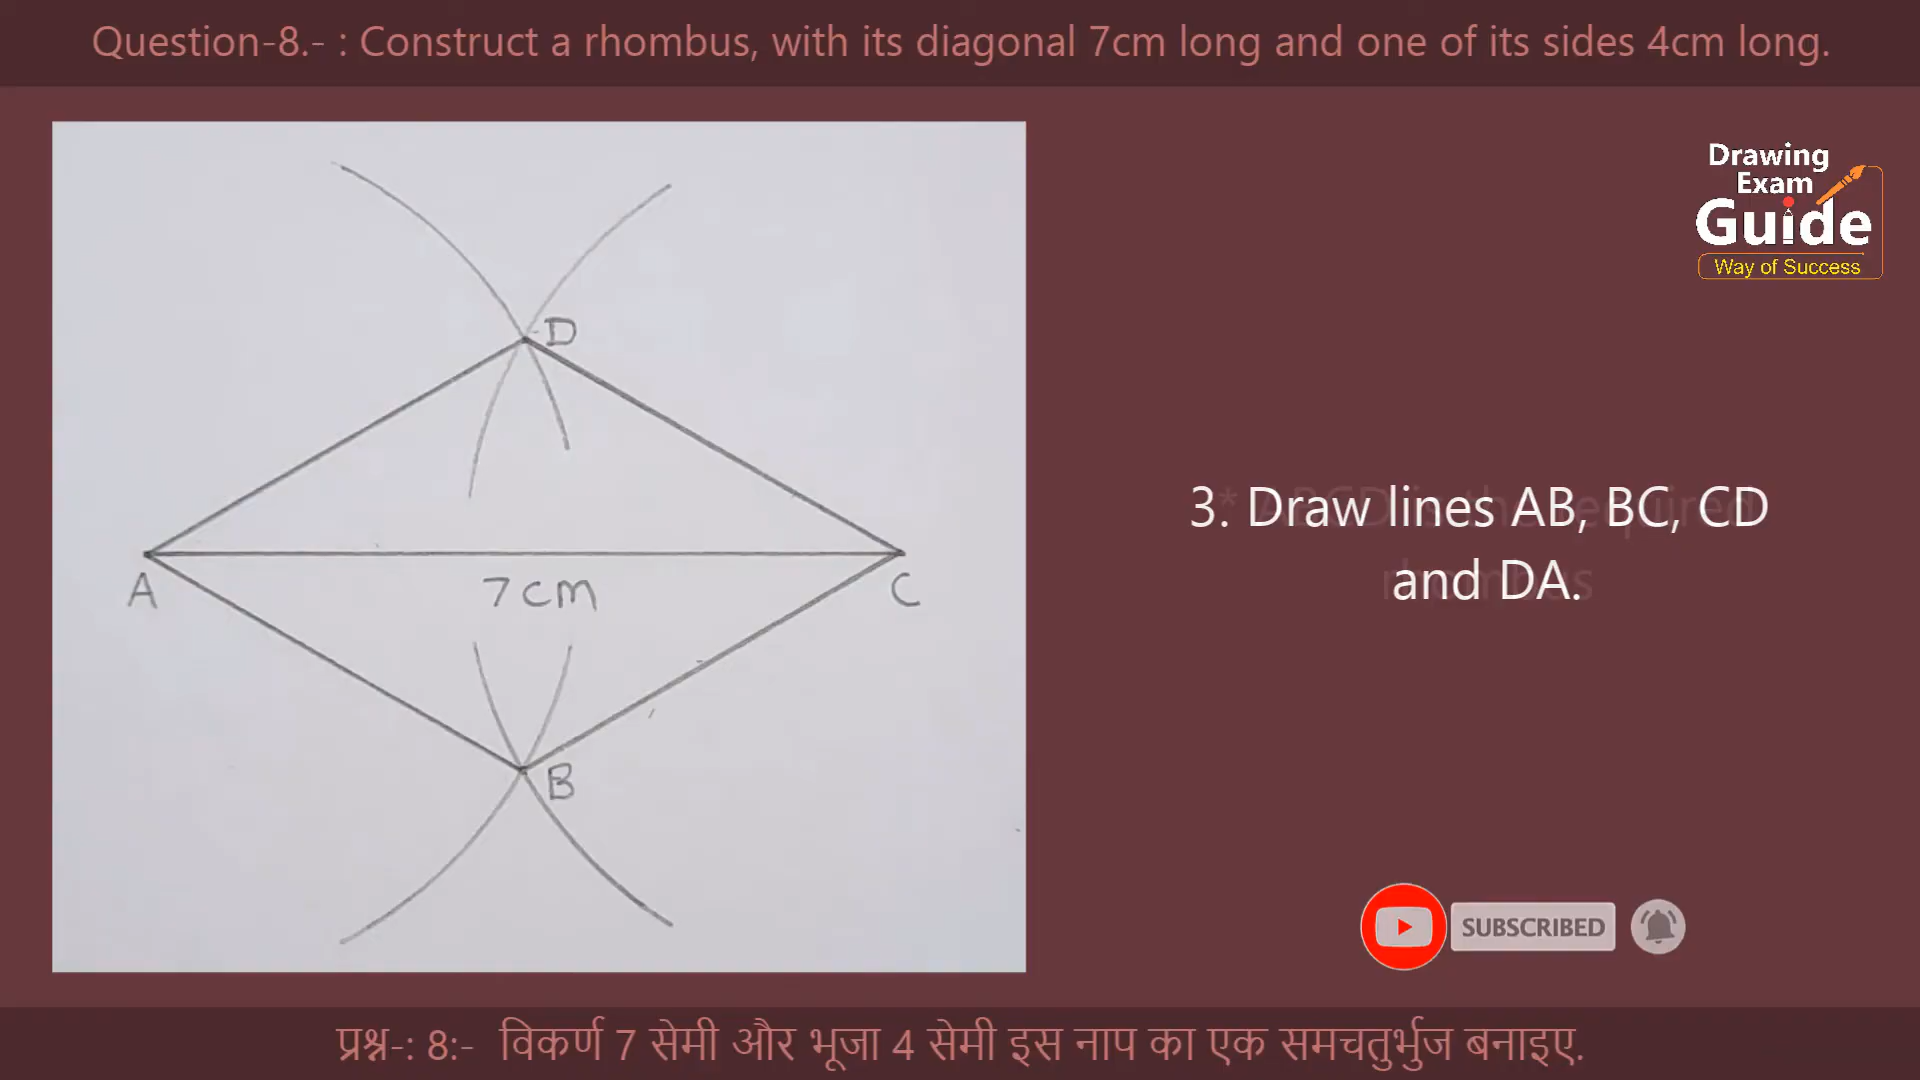 Question-8.- : Construct a rhombus, with its diagonal 7cm long and one of its sides 4cm long.
Drawing
Exam
Guide
Way of Success
D
A
7cm
C
B
3. Draw lines AB, BC, CD
and DA.
SUBSCRIBED
प्रश्न-: 8:- विकर्ण 7 सेमी और भूजा 4 सेमी इस नाप का एक समचतुर्भुज बनाइए.